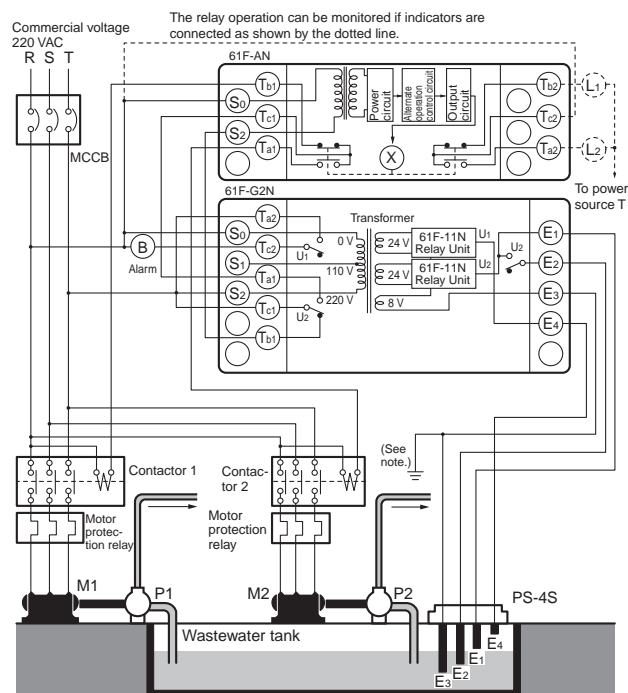 The relay operation can be monitored if indicators are
connected as shown by the dotted line.
Commercial voltage
220 VAC
R S T
MCCB
61F-AN
Tb1
S0
Tc1
S2
Ta1
Power
circuit
Alternate
operation
control circuit
Output
circuit
X
Tb2
Tc2
Ta2
L1
L2
To power
source T
61F-G2N
Ta2
S0
Tc2
S1
Ta1
S2
Tc1
Tb1
B
Alarm
U1
U2
Transformer
0 V
110 V
220 V
24 V
24 V
8 V
61F-11N
Relay Unit
61F-11N
Relay Unit
U1
U2
U2
E1
E2
E3
E4
(See
note.)
Contactor 1
Contac-
tor 2
Motor
protec-
tion relay
Motor
protection
relay
M1
P1
M2
P2
PS-4S
Wastewater tank
E4
E1
E2
E3